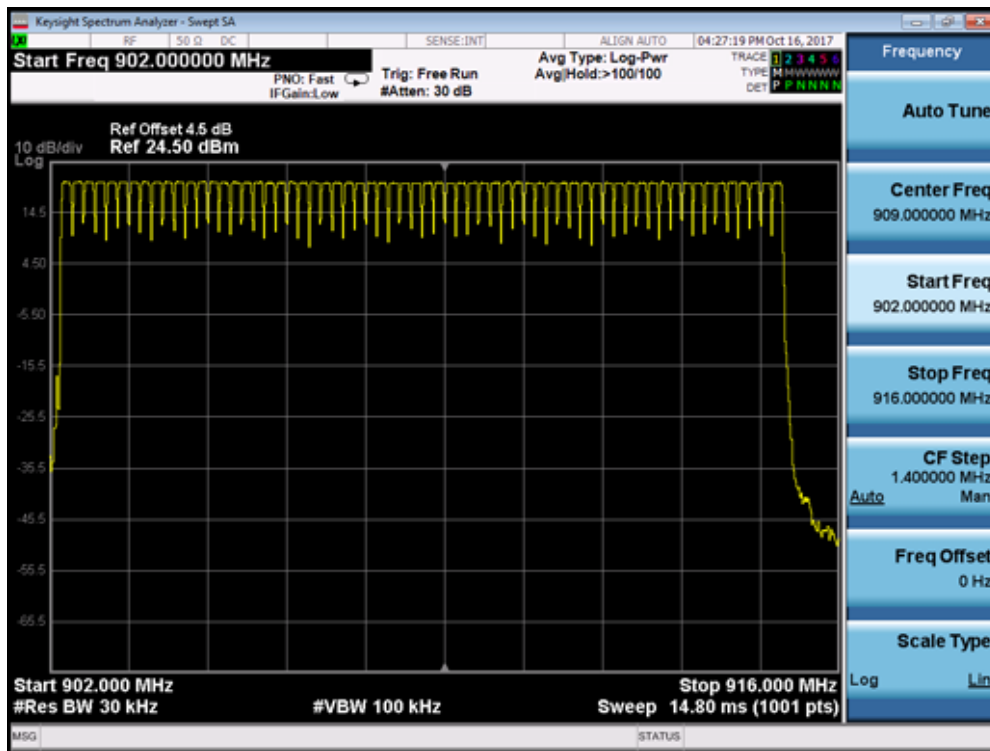 Keysight Spectrum Analyzer - Swept SA
RF 50 Ω DC SENSE:INT ALIGN AUTO 04:27:19 PM Oct 16, 2017
Start Freq 902.000000 MHz
PNO: Fast
IFGain:Low
Trig: Free Run
#Atten: 30 dB
Avg Type: Log-Pwr
Avg|Hold:>100/100
TRACE 1 2 3 4 5 6
TYPE M M W W W W W
DET P P N N N N
Ref Offset 4.5 dB
10 dB/div Ref 24.50 dBm
Log
14.5
4.50
-5.50
-15.5
-25.5
-35.5
-45.5
-55.5
-65.5
Start 902.000 MHz Stop 916.000 MHz
#Res BW 30 kHz #VBW 100 kHz Sweep 14.80 ms (1001 pts)
MSG STATUS
Frequency
Auto Tune
Center Freq
909.000000 MHz
Start Freq
902.000000 MHz
Stop Freq
916.000000 MHz
CF Step
1.400000 MHz
Auto Man
Freq Offset
0 Hz
Scale Type
Log Lin